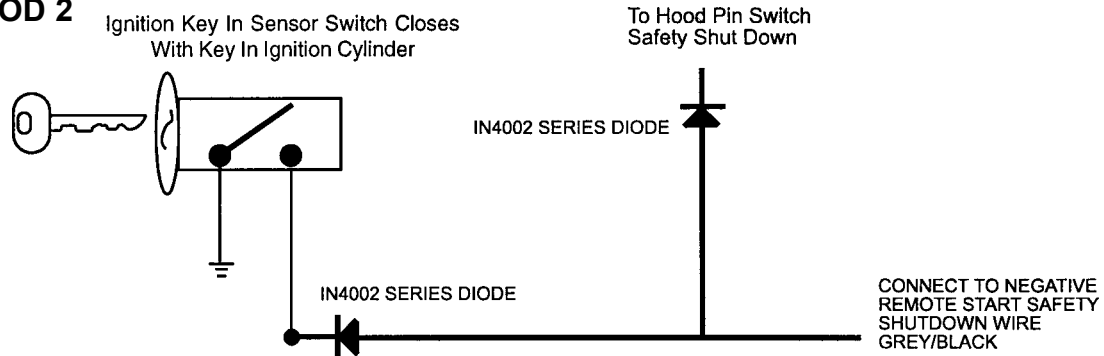 OD 2
Ignition Key In Sensor Switch Closes
With Key In Ignition Cylinder
To Hood Pin Switch
Safety Shut Down
IN4002 SERIES DIODE
IN4002 SERIES DIODE
CONNECT TO NEGATIVE
REMOTE START SAFETY
SHUTDOWN WIRE
GREY/BLACK